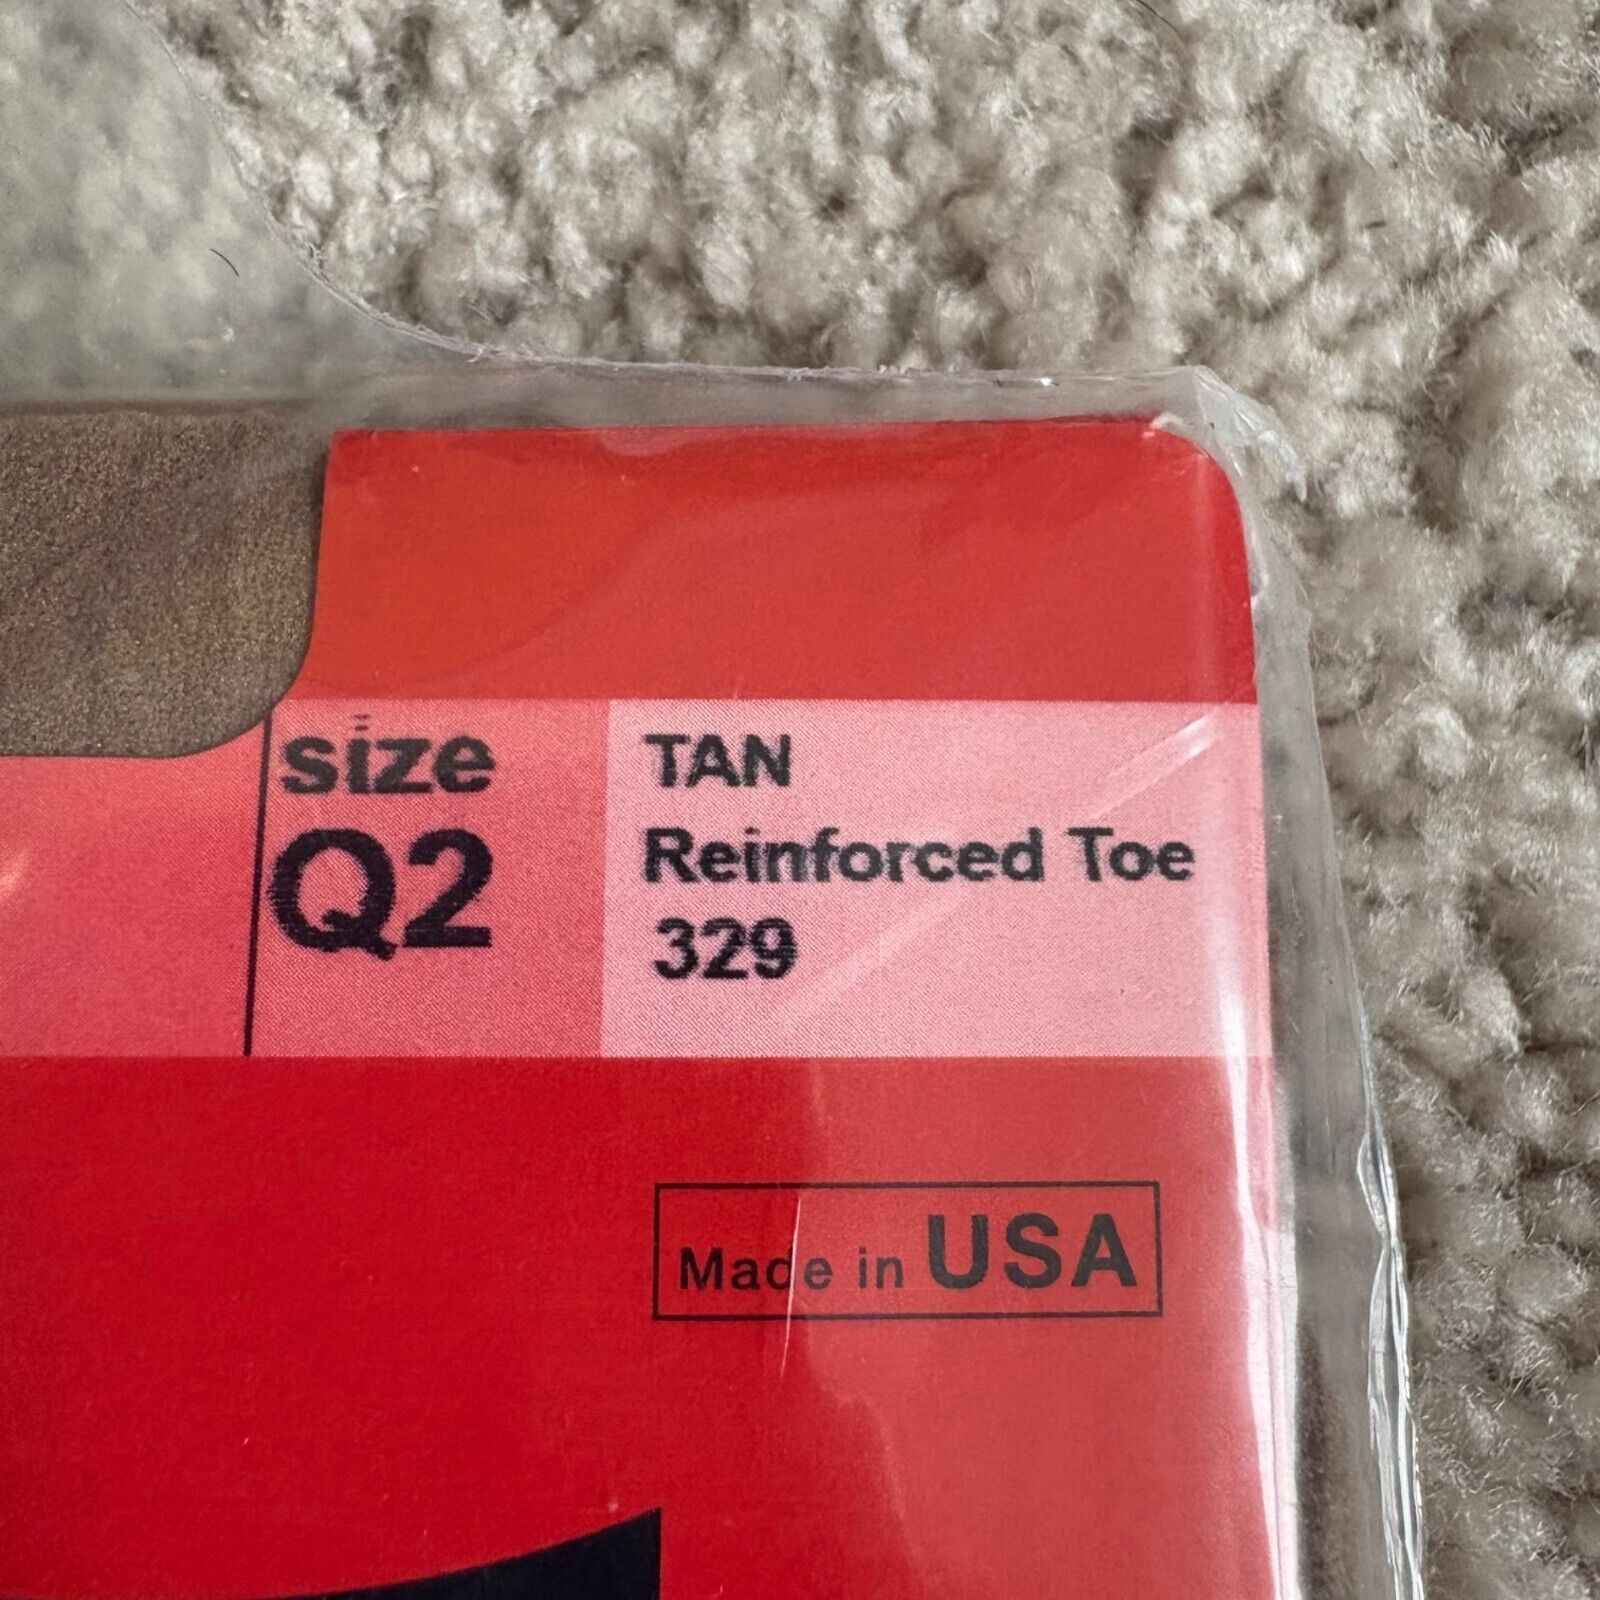 size
Q2
TAN
Reinforced Toe
329
Made in USA